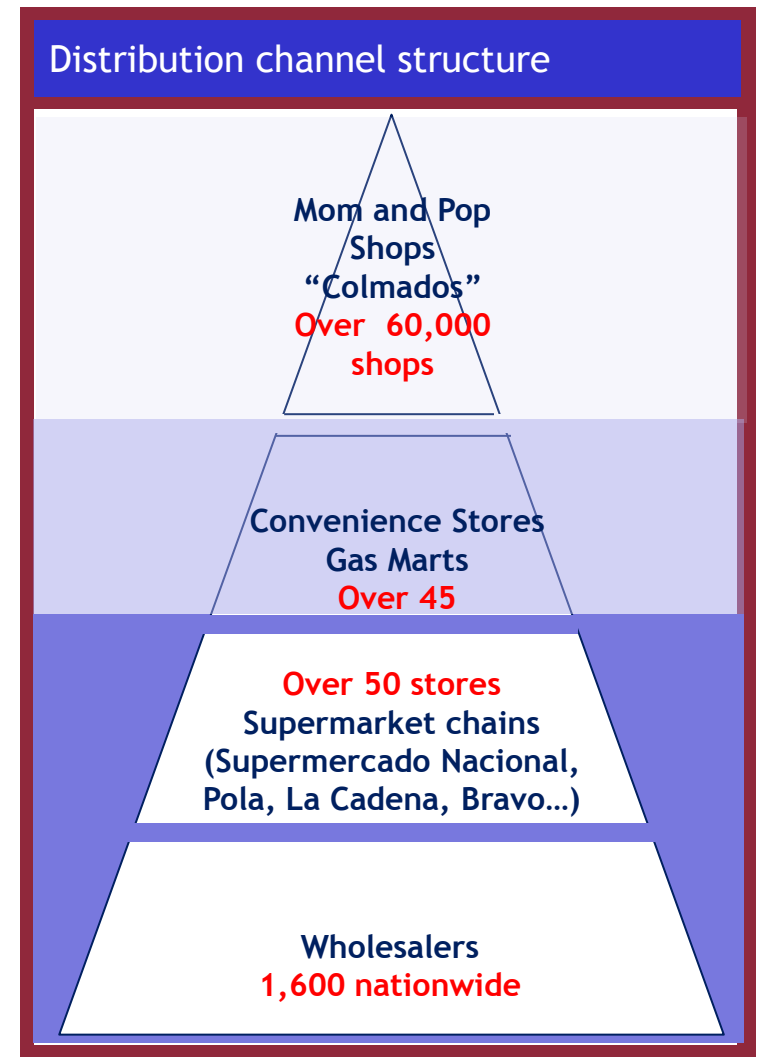 Distribution channel structure
Mom and Pop
Shops
“Colmados”
Over 60,000
shops
Convenience Stores
Gas Marts
Over 45
Over 50 stores
Supermarket chains
(Supermercado Nacional,
Pola, La Cadena, Bravo…)
Wholesalers
1,600 nationwide